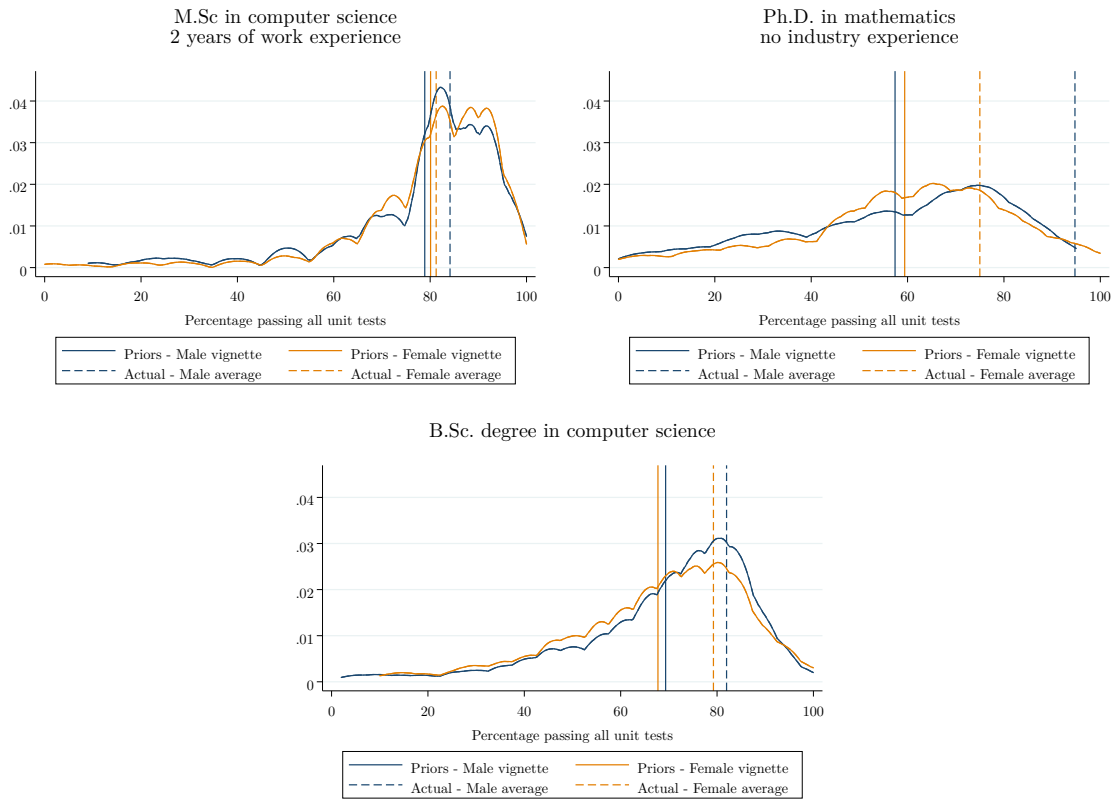 M.Sc in computer science
2 years of work experience
.04
.03
.02
.01
0
0 20 40 60 80 100
Percentage passing all unit tests
Priors - Male vignette Priors - Female vignette
Actual - Male average Actual - Female average
Ph.D. in mathematics
no industry experience
.04
.03
.02
.01
0
0 20 40 60 80 100
Percentage passing all unit tests
Priors - Male vignette Priors - Female vignette
Actual - Male average Actual - Female average
B.Sc. degree in computer science
.04
.03
.02
.01
0
0 20 40 60 80 100
Percentage passing all unit tests
Priors - Male vignette Priors - Female vignette
Actual - Male average Actual - Female average